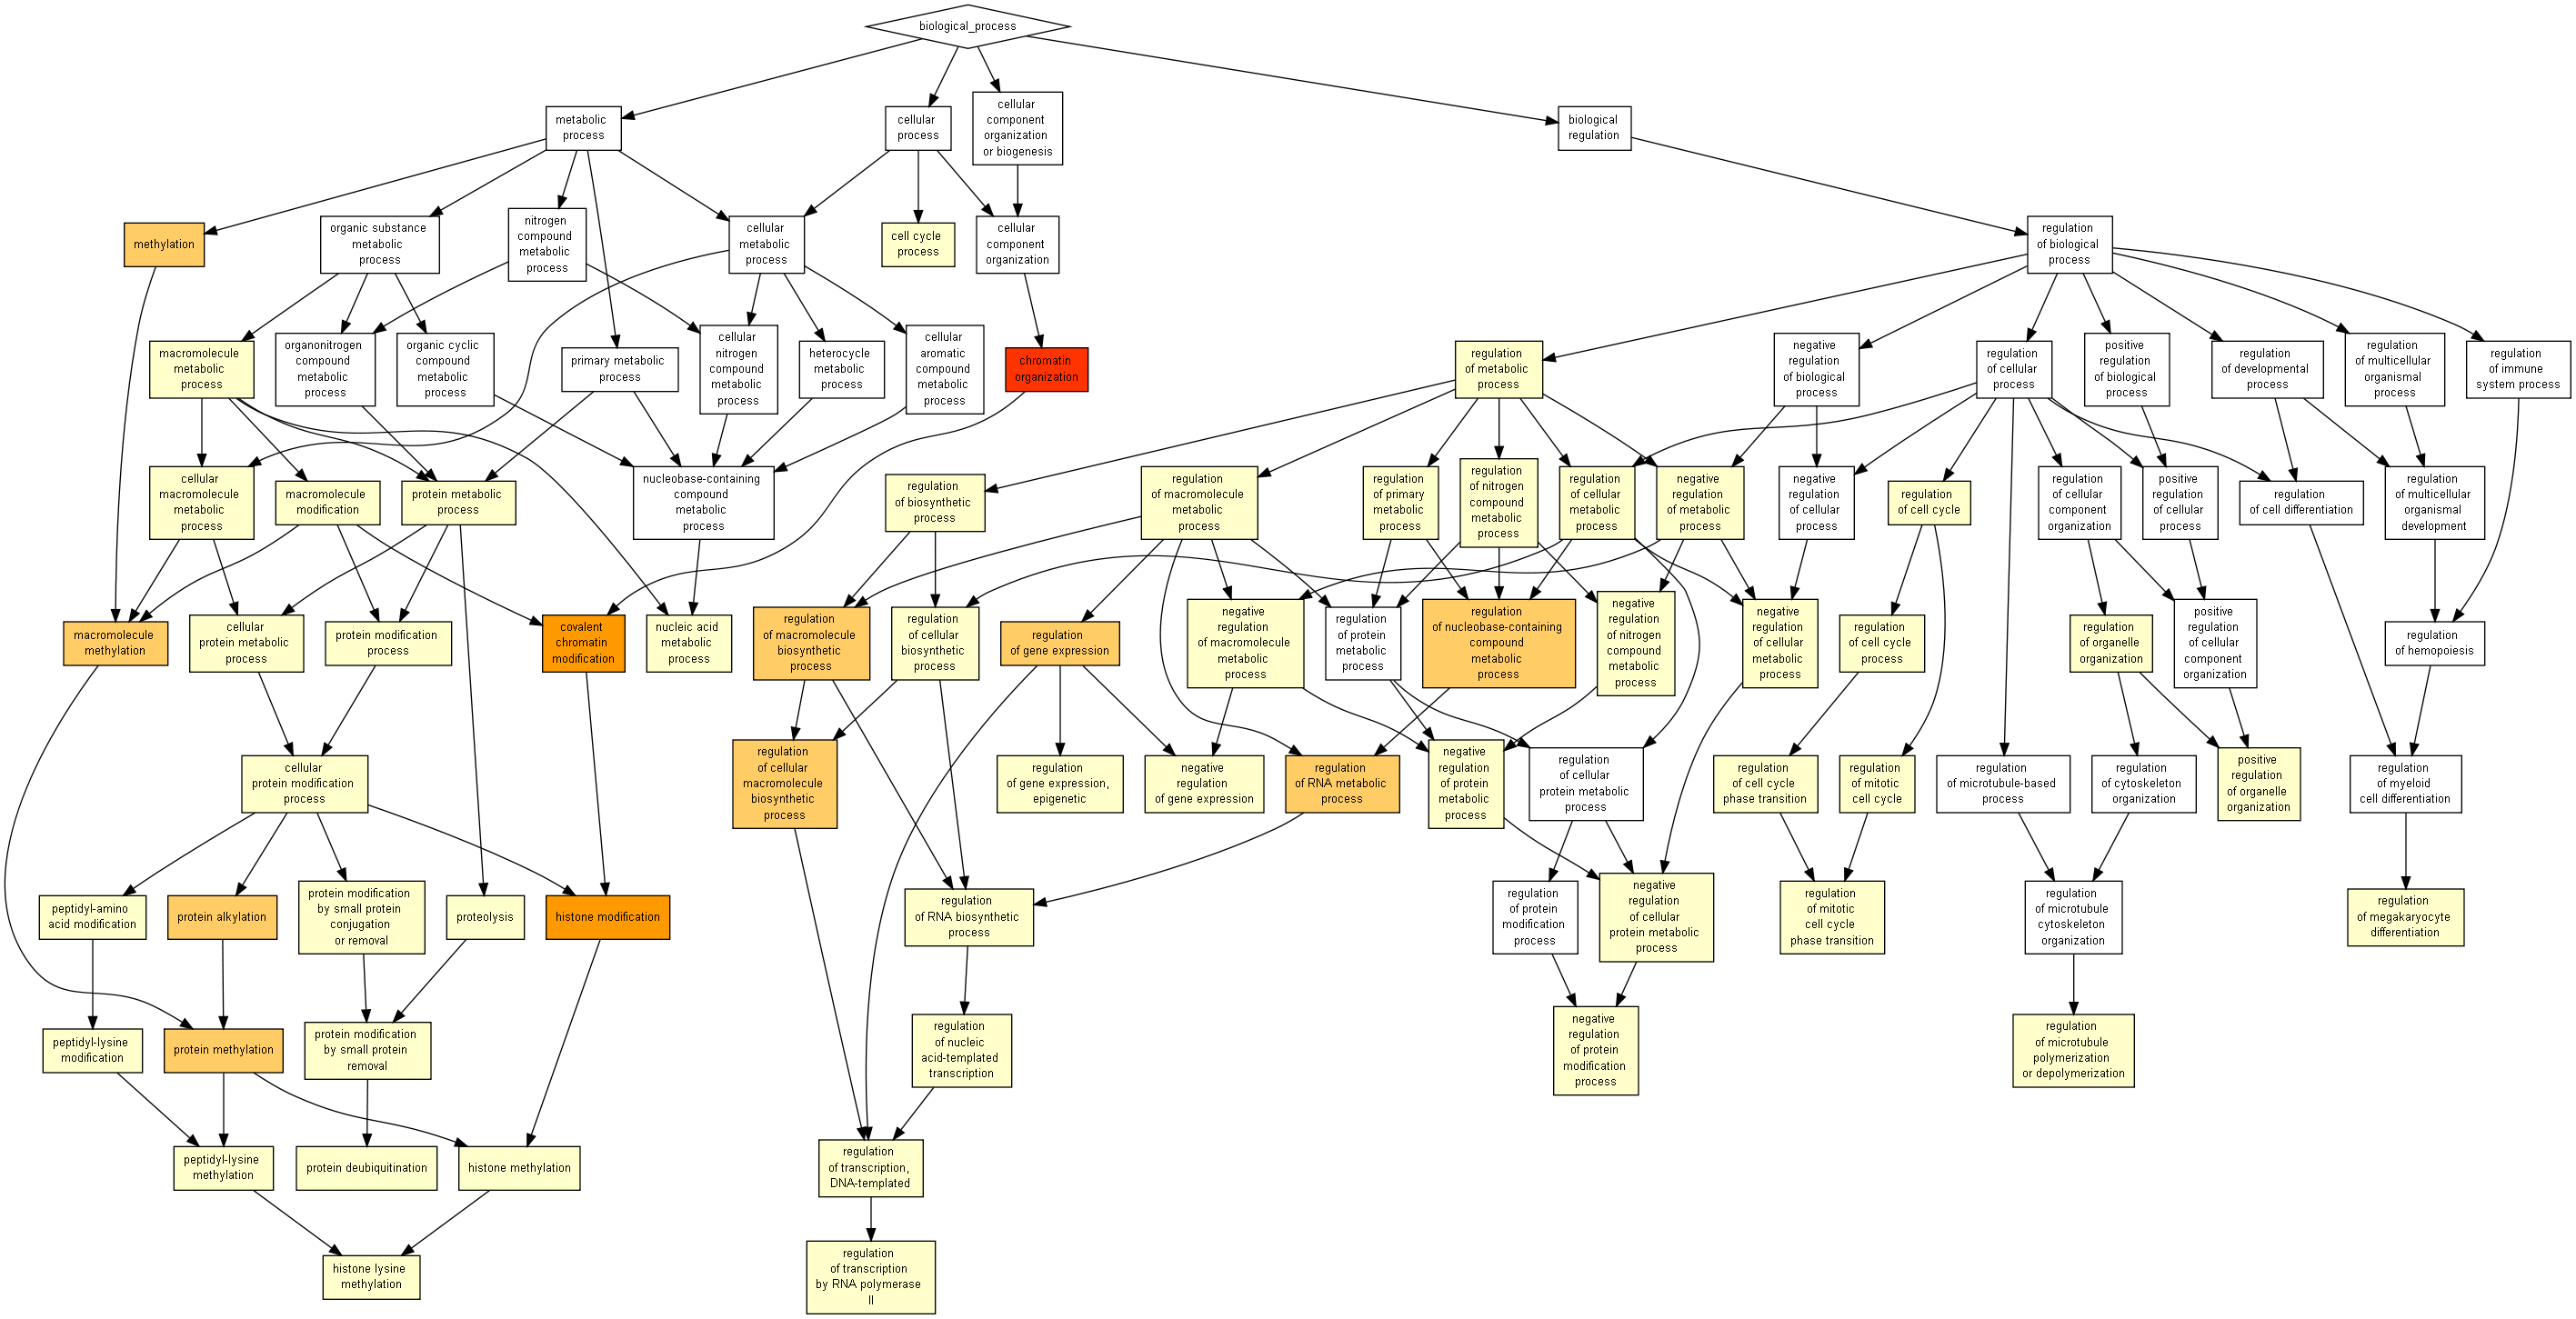 biological_process
metabolic
process
cellular
process
cellular
component
organization
or biogenesis
biological
regulation
methylation
organic substance
metabolic
process
nitrogen
compound
metabolic
process
cellular
metabolic
process
cell cycle
process
cellular
component
organization
regulation
of biological
process
macromolecule
metabolic
process
organonitrogen
compound
metabolic
process
organic cyclic
compound
metabolic
process
primary metabolic
process
cellular
nitrogen
compound
metabolic
process
heterocycle
metabolic
process
cellular
aromatic
compound
metabolic
process
chromatin
organization
regulation
of metabolic
process
negative
regulation
of biological
process
regulation
of cellular
process
positive
regulation
of biological
process
regulation
of developmental
process
regulation
of multicellular
organismal
process
regulation
of immune
system process
cellular
macromolecule
metabolic
process
macromolecule
modification
protein metabolic
process
nucleobase-containing
compound
metabolic
process
regulation
of biosynthetic
process
regulation
of macromolecule
metabolic
process
regulation
of primary
metabolic
process
regulation
of nitrogen
compound
metabolic
process
regulation
of cellular
metabolic
process
negative
regulation
of metabolic
process
negative
regulation
of cellular
process
regulation
of cell cycle
regulation
of cellular
component
organization
positive
regulation
of cellular
process
regulation
of cell differentiation
regulation
of multicellular
organismal
development
macromolecule
methylation
cellular
protein metabolic
process
protein modification
process
covalent
chromatin
modification
nucleic acid
metabolic
process
regulation
of macromolecule
biosynthetic
process
regulation
of cellular
biosynthetic
process
regulation
of gene expression
negative
regulation
of macromolecule
metabolic
process
regulation
of protein
metabolic
process
regulation
of nucleobase-containing
compound
metabolic
process
negative
regulation
of nitrogen
compound
metabolic
process
negative
regulation
of cellular
metabolic
process
regulation
of cell cycle
process
regulation
of organelle
organization
positive
regulation
of cellular
component
organization
regulation
of hemopoiesis
cellular
protein modification
process
regulation
of cellular
macromolecule
biosynthetic
process
regulation
of gene expression,
epigenetic
negative
regulation
of gene expression
regulation
of RNA metabolic
process
negative
regulation
of protein
metabolic
process
regulation
of cellular
protein metabolic
process
regulation
of cell cycle
phase transition
regulation
of mitotic
cell cycle
regulation
of microtubule-based
process
regulation
of cytoskeleton
organization
positive
regulation
of organelle
organization
regulation
of myeloid
cell differentiation
peptidyl-amino
acid modification
protein alkylation
protein modification
by small protein
conjugation
or removal
proteolysis
histone modification
regulation
of RNA biosynthetic
process
regulation
of protein
modification
process
negative
regulation
of cellular
protein metabolic
process
regulation
of mitotic
cell cycle
phase transition
regulation
of microtubule
cytoskeleton
organization
regulation
of megakaryocyte
differentiation
peptidyl-lysine
modification
protein methylation
protein modification
by small protein
removal
regulation
of nucleic
acid-templated
transcription
negative
regulation
of protein
modification
process
regulation
of microtubule
polymerization
or depolymerization
peptidyl-lysine
methylation
protein deubiquitination
histone methylation
regulation
of transcription,
DNA-templated
histone lysine
methylation
regulation
of transcription
by RNA polymerase
II